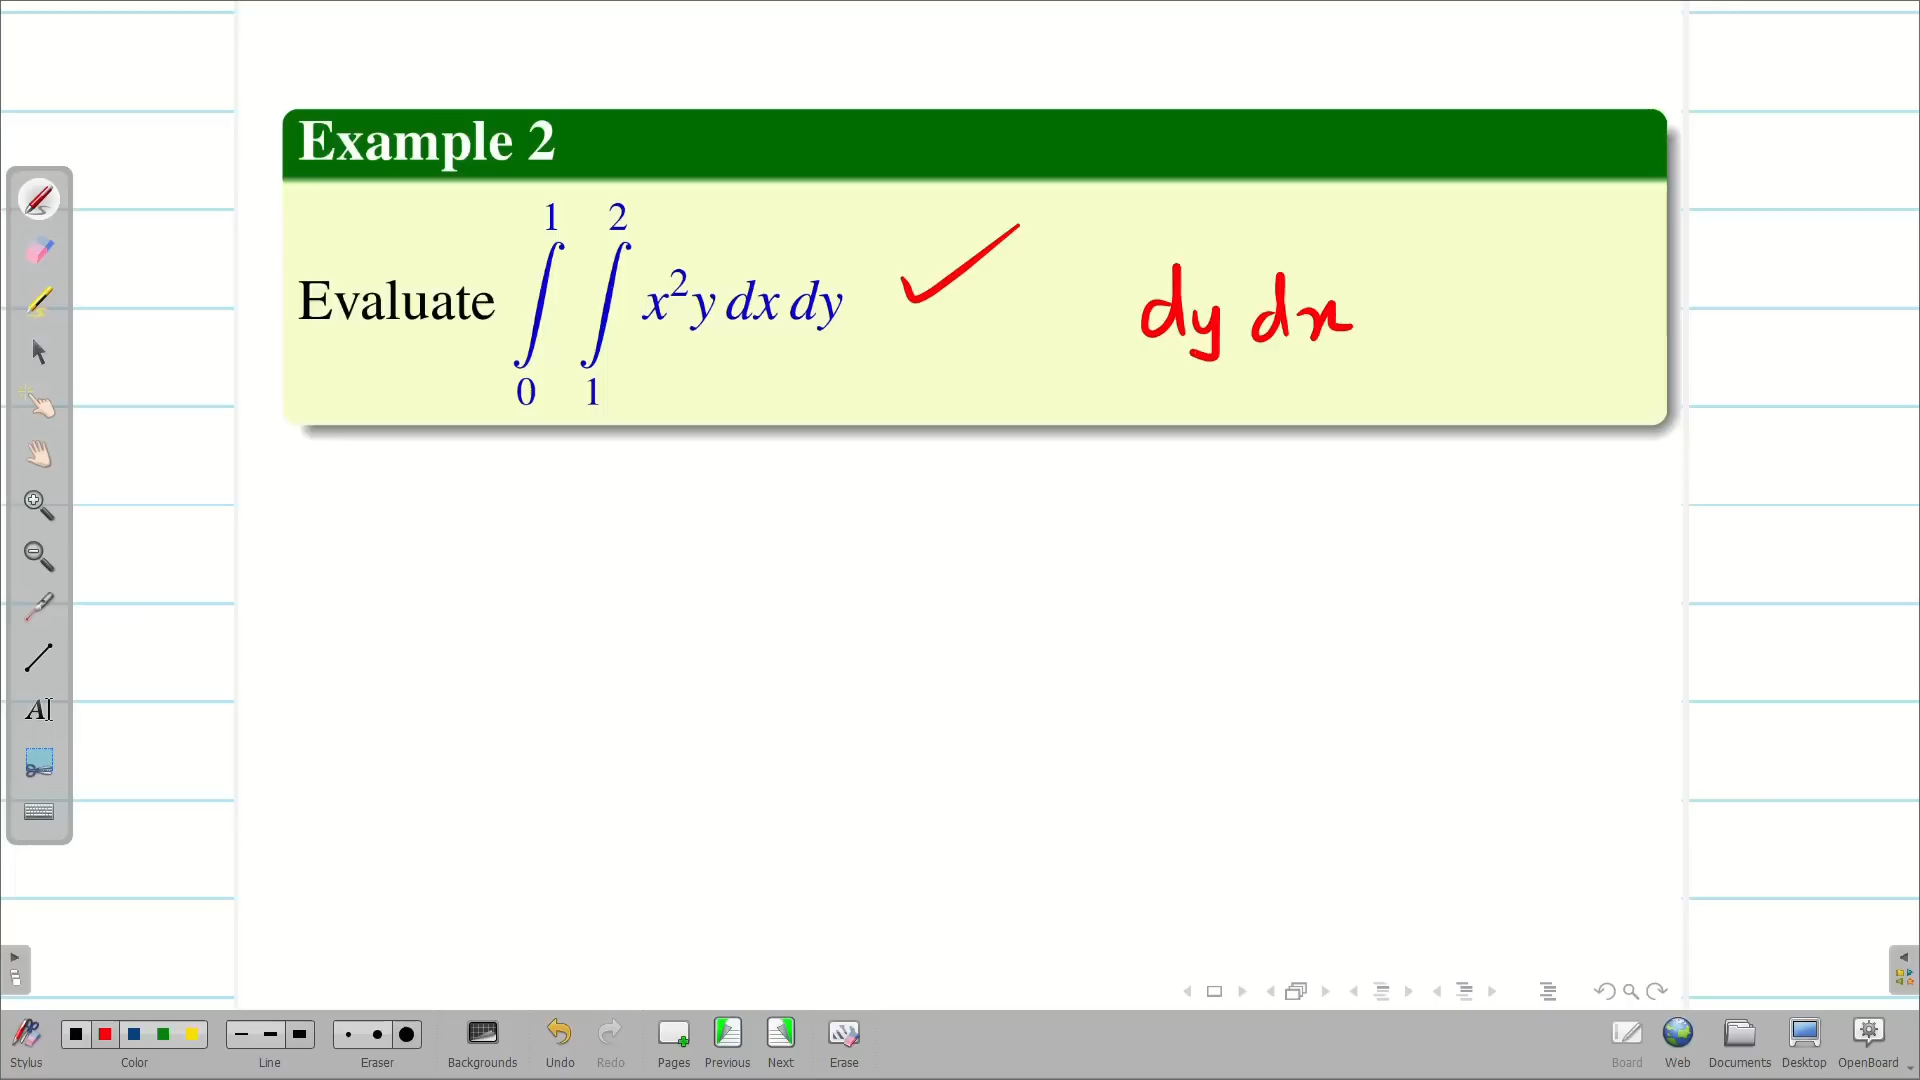 Example 2
Evaluate ∫₀¹ ∫₁² x²y dx dy ✓ dy dx
A
Stylus Color Line Eraser Backgrounds Undo Redo Pages Previous Next Erase Board Web Documents Desktop OpenBoard